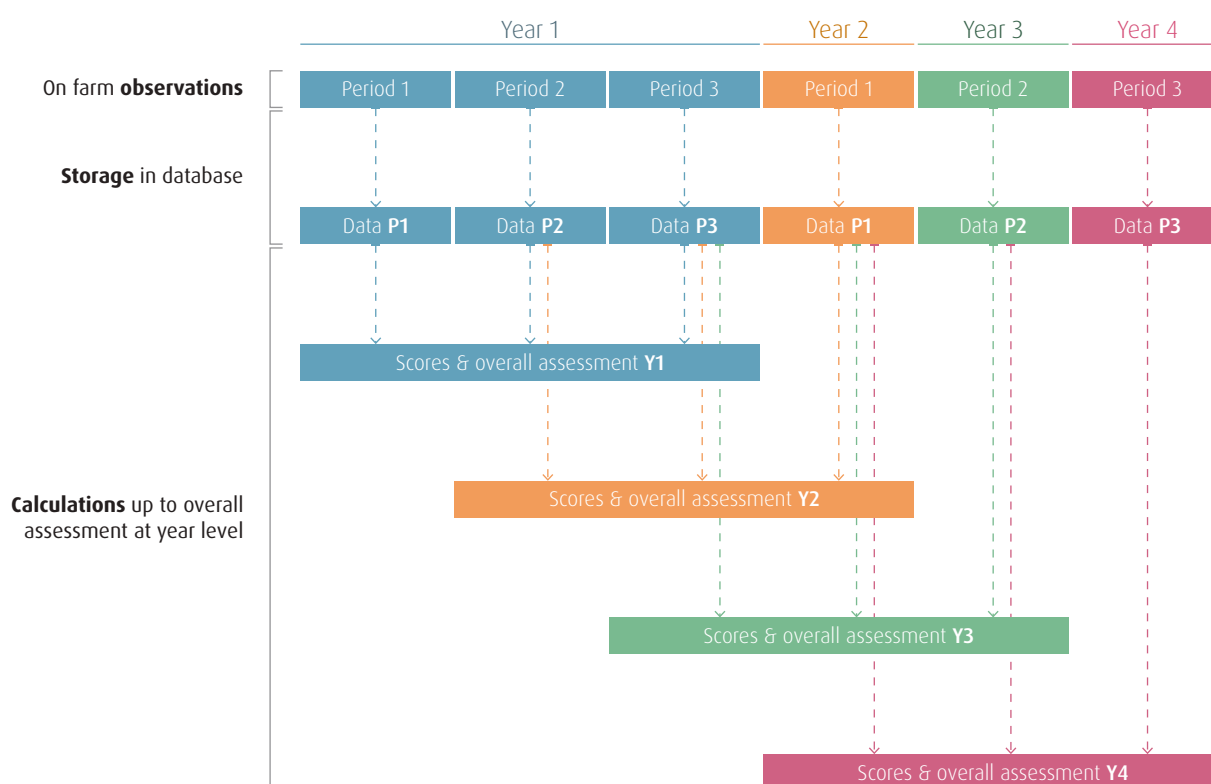 Year 1 Year 2 Year 3 Year 4
On farm observations Period 1 Period 2 Period 3 Period 1 Period 2 Period 3
Storage in database
Data P1 Data P2 Data P3 Data P1 Data P2 Data P3
Scores & overall assessment Y1
Scores & overall assessment Y2
Calculations up to overall
assessment at year level
Scores & overall assessment Y3
Scores & overall assessment Y4